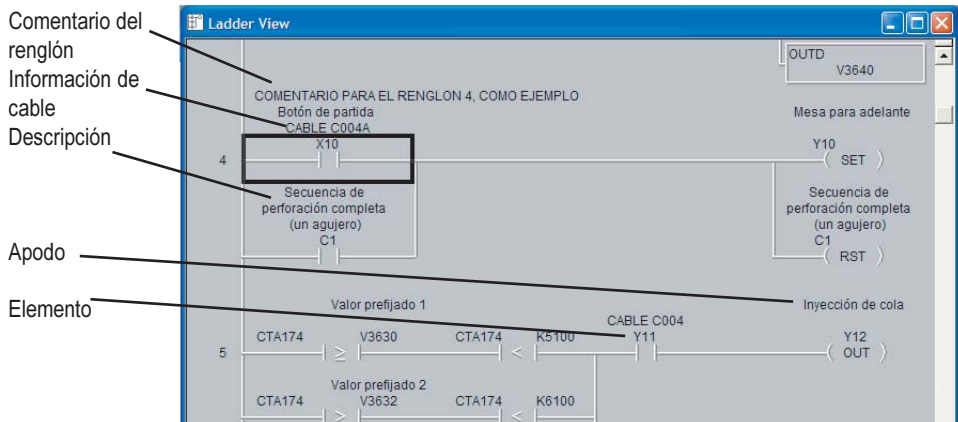 Comentario del
renglón
Información de
cable
Descripción
Apodo
Elemento
Ladder View
OUTD
V3640
COMENTARIO PARA EL RENGLON 4, COMO EJEMPLO
Botón de partida
CABLE C004A
X10
4
Mesa para adelante
Y10
SET
Secuencia de
perforación completa
(un agujero)
C1
Secuencia de
perforación completa
(un agujero)
C1
RST
Valor prefijado 1
Inyección de cola
CABLE C004
CTA174 V3630 CTA174 K5100 Y11 Y12
5 ≥ < OUT
Valor prefijado 2
CTA174 V3632 CTA174 K6100
≥ <